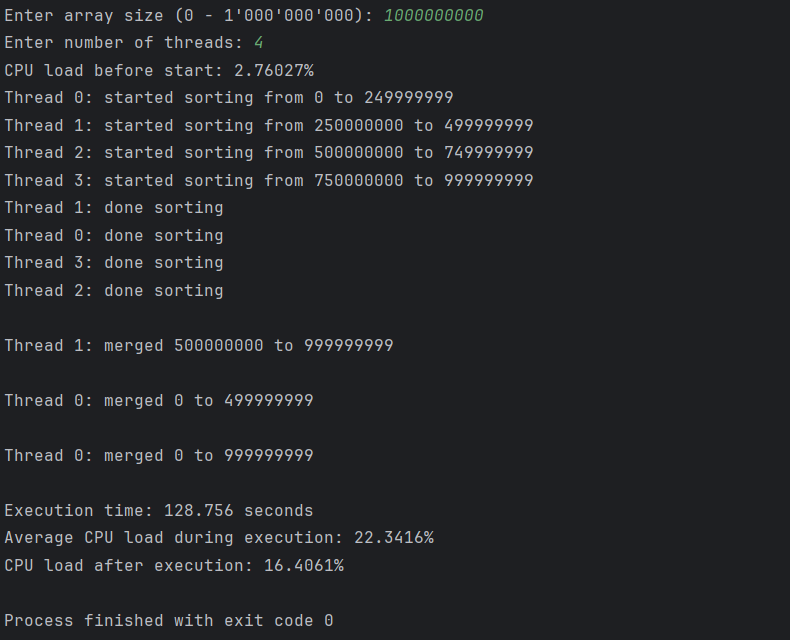 Enter array size (0 - 1'000'000'000): 1000000000
Enter number of threads: 4
CPU load before start: 2.76027%
Thread 0: started sorting from 0 to 249999999
Thread 1: started sorting from 250000000 to 499999999
Thread 2: started sorting from 500000000 to 749999999
Thread 3: started sorting from 750000000 to 999999999
Thread 1: done sorting
Thread 0: done sorting
Thread 3: done sorting
Thread 2: done sorting
Thread 1: merged 500000000 to 999999999
Thread 0: merged 0 to 499999999
Thread 0: merged 0 to 999999999
Execution time: 128.756 seconds
Average CPU load during execution: 22.3416%
CPU load after execution: 16.4061%
Process finished with exit code 0